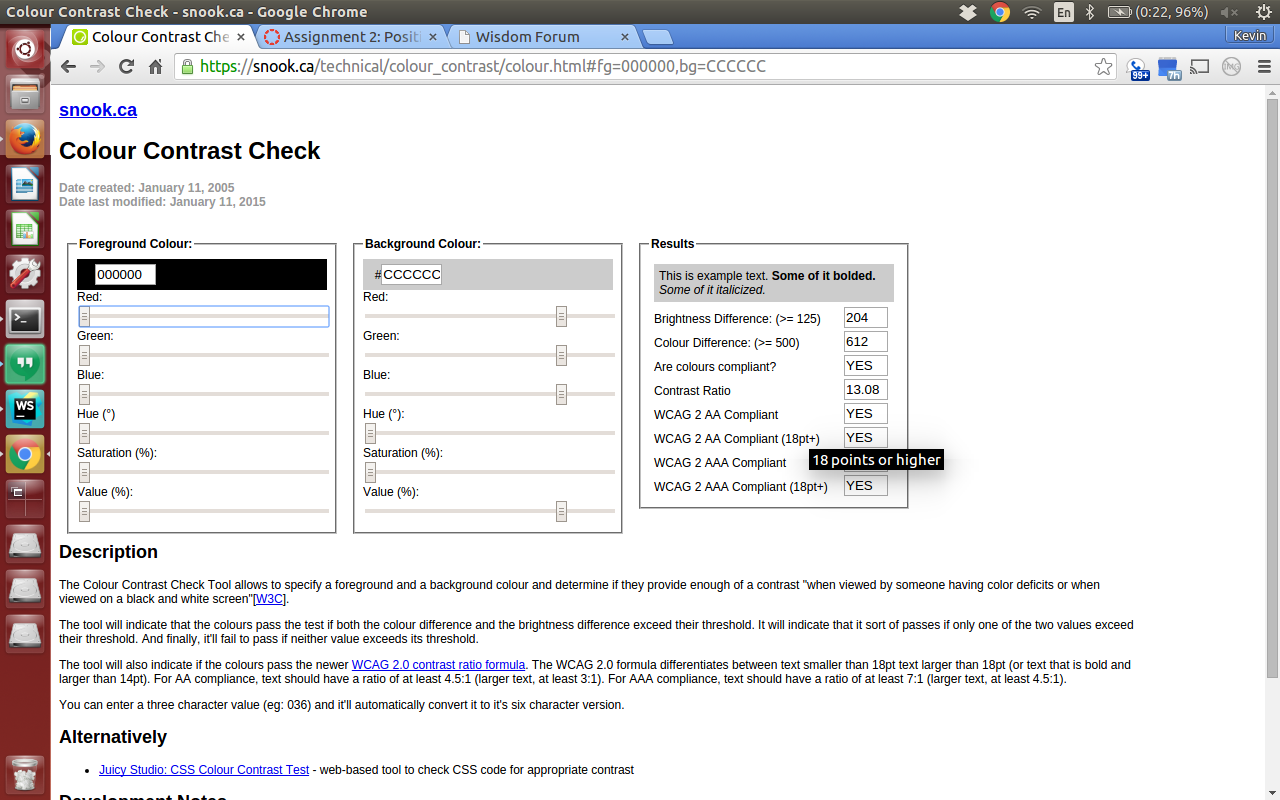 Colour Contrast Check - snook.ca - Google Chrome
En
(0:22, 96%)
Colour Contrast Che
Assignment 2: Positi
Wisdom Forum
Kevin
https://snook.ca/technical/colour_contrast/colour.html#fg=000000,bg=CCCCCC
99+
7h
snook.ca
Colour Contrast Check
Date created: January 11, 2005
Date last modified: January 11, 2015
Foreground Colour:
000000
Red:
Green:
Blue:
Hue (°)
Saturation (%):
Value (%):
Background Colour:
#CCCCCC
Red:
Green:
Blue:
Hue (°):
Saturation (%):
Value (%):
Results
This is example text. Some of it bolded.
Some of it italicized.
Brightness Difference: (>= 125) 204
Colour Difference: (>= 500) 612
Are colours compliant? YES
Contrast Ratio 13.08
WCAG 2 AA Compliant YES
WCAG 2 AA Compliant (18pt+) YES
18 points or higher
WCAG 2 AAA Compliant
WCAG 2 AAA Compliant (18pt+) YES
WS
Description
The Colour Contrast Check Tool allows to specify a foreground and a background colour and determine if they provide enough of a contrast "when viewed by someone having color deficits or when
viewed on a black and white screen"[W3C].
The tool will indicate that the colours pass the test if both the colour difference and the brightness difference exceed their threshold. It will indicate that it sort of passes if only one of the two values exceed
their threshold. And finally, it'll fail to pass if neither value exceeds its threshold.
The tool will also indicate if the colours pass the newer WCAG 2.0 contrast ratio formula. The WCAG 2.0 formula differentiates between text smaller than 18pt text larger than 18pt (or text that is bold and
larger than 14pt). For AA compliance, text should have a ratio of at least 4.5:1 (larger text, at least 3:1). For AAA compliance, text should have a ratio of at least 7:1 (larger text, at least 4.5:1).
You can enter a three character value (eg: 036) and it'll automatically convert it to it's six character version.
Alternatively
• Juicy Studio: CSS Colour Contrast Test - web-based tool to check CSS code for appropriate contrast
Development Notes